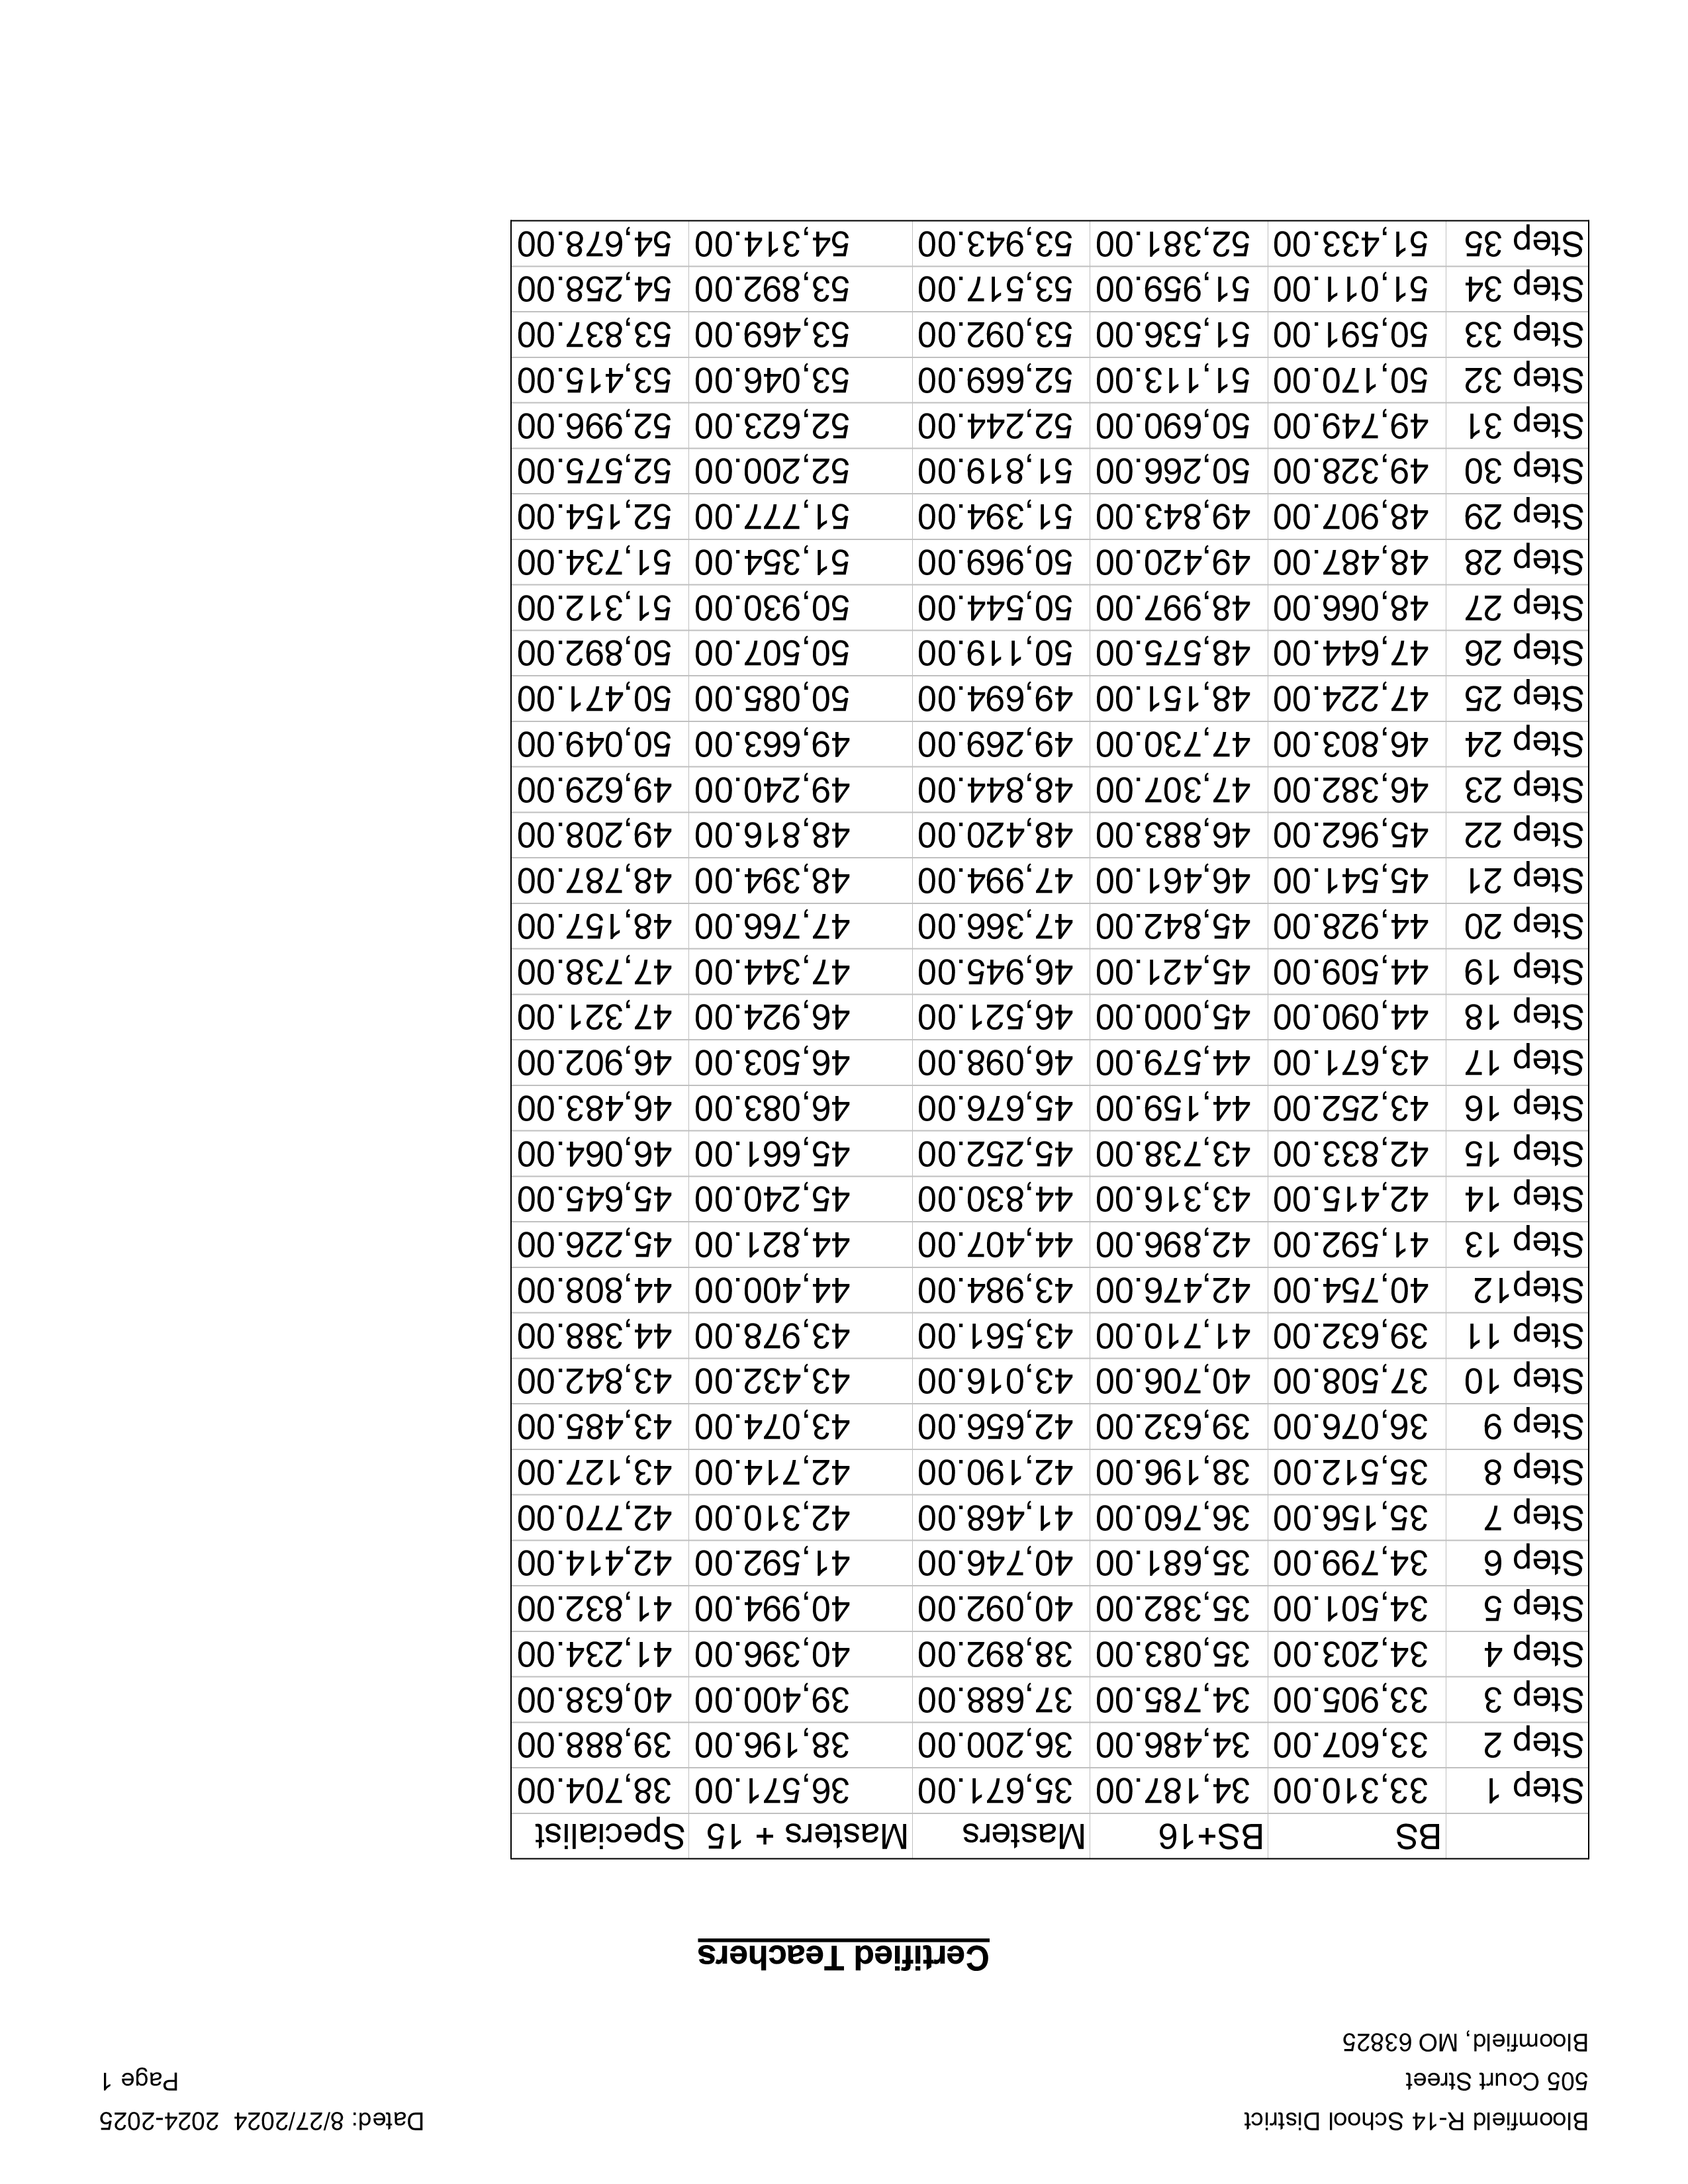 Bloomfield R-14 School District Dated: 8/27/2024 2024-2025
505 Court Street Page 1
Bloomfield, MO 63825
Certified Teachers
BS BS+16 Masters Masters + 15 Specialist
Step 1 33,310.00 34,187.00 35,671.00 36,571.00 38,704.00
Step 2 33,607.00 34,486.00 36,200.00 38,196.00 39,888.00
Step 3 33,905.00 34,785.00 37,688.00 39,400.00 40,638.00
Step 4 34,203.00 35,083.00 38,892.00 40,396.00 41,234.00
Step 5 34,501.00 35,382.00 40,092.00 40,994.00 41,832.00
Step 6 34,799.00 35,681.00 40,746.00 41,592.00 42,414.00
Step 7 35,156.00 36,760.00 41,468.00 42,310.00 42,770.00
Step 8 35,512.00 38,196.00 42,190.00 42,714.00 43,127.00
Step 9 36,076.00 39,632.00 42,656.00 43,074.00 43,485.00
Step 10 37,508.00 40,706.00 43,016.00 43,432.00 43,842.00
Step 11 39,632.00 41,710.00 43,561.00 43,978.00 44,388.00
Step12 40,754.00 42,476.00 43,984.00 44,400.00 44,808.00
Step 13 41,592.00 42,896.00 44,407.00 44,821.00 45,226.00
Step 14 42,415.00 43,316.00 44,830.00 45,240.00 45,645.00
Step 15 42,833.00 43,738.00 45,252.00 45,661.00 46,064.00
Step 16 43,252.00 44,159.00 45,676.00 46,083.00 46,483.00
Step 17 43,671.00 44,579.00 46,098.00 46,503.00 46,902.00
Step 18 44,090.00 45,000.00 46,521.00 46,924.00 47,321.00
Step 19 44,509.00 45,421.00 46,945.00 47,344.00 47,738.00
Step 20 44,928.00 45,842.00 47,366.00 47,766.00 48,157.00
Step 21 45,541.00 46,461.00 47,994.00 48,394.00 48,787.00
Step 22 45,962.00 46,883.00 48,420.00 48,816.00 49,208.00
Step 23 46,382.00 47,307.00 48,844.00 49,240.00 49,629.00
Step 24 46,803.00 47,730.00 49,269.00 49,663.00 50,049.00
Step 25 47,224.00 48,151.00 49,694.00 50,085.00 50,471.00
Step 26 47,644.00 48,575.00 50,119.00 50,507.00 50,892.00
Step 27 48,066.00 48,997.00 50,544.00 50,930.00 51,312.00
Step 28 48,487.00 49,420.00 50,969.00 51,354.00 51,734.00
Step 29 48,907.00 49,843.00 51,394.00 51,777.00 52,154.00
Step 30 49,328.00 50,266.00 51,819.00 52,200.00 52,575.00
Step 31 49,749.00 50,690.00 52,244.00 52,623.00 52,996.00
Step 32 50,170.00 51,113.00 52,669.00 53,046.00 53,415.00
Step 33 50,591.00 51,536.00 53,092.00 53,469.00 53,837.00
Step 34 51,011.00 51,959.00 53,517.00 53,892.00 54,258.00
Step 35 51,433.00 52,381.00 53,943.00 54,314.00 54,678.00